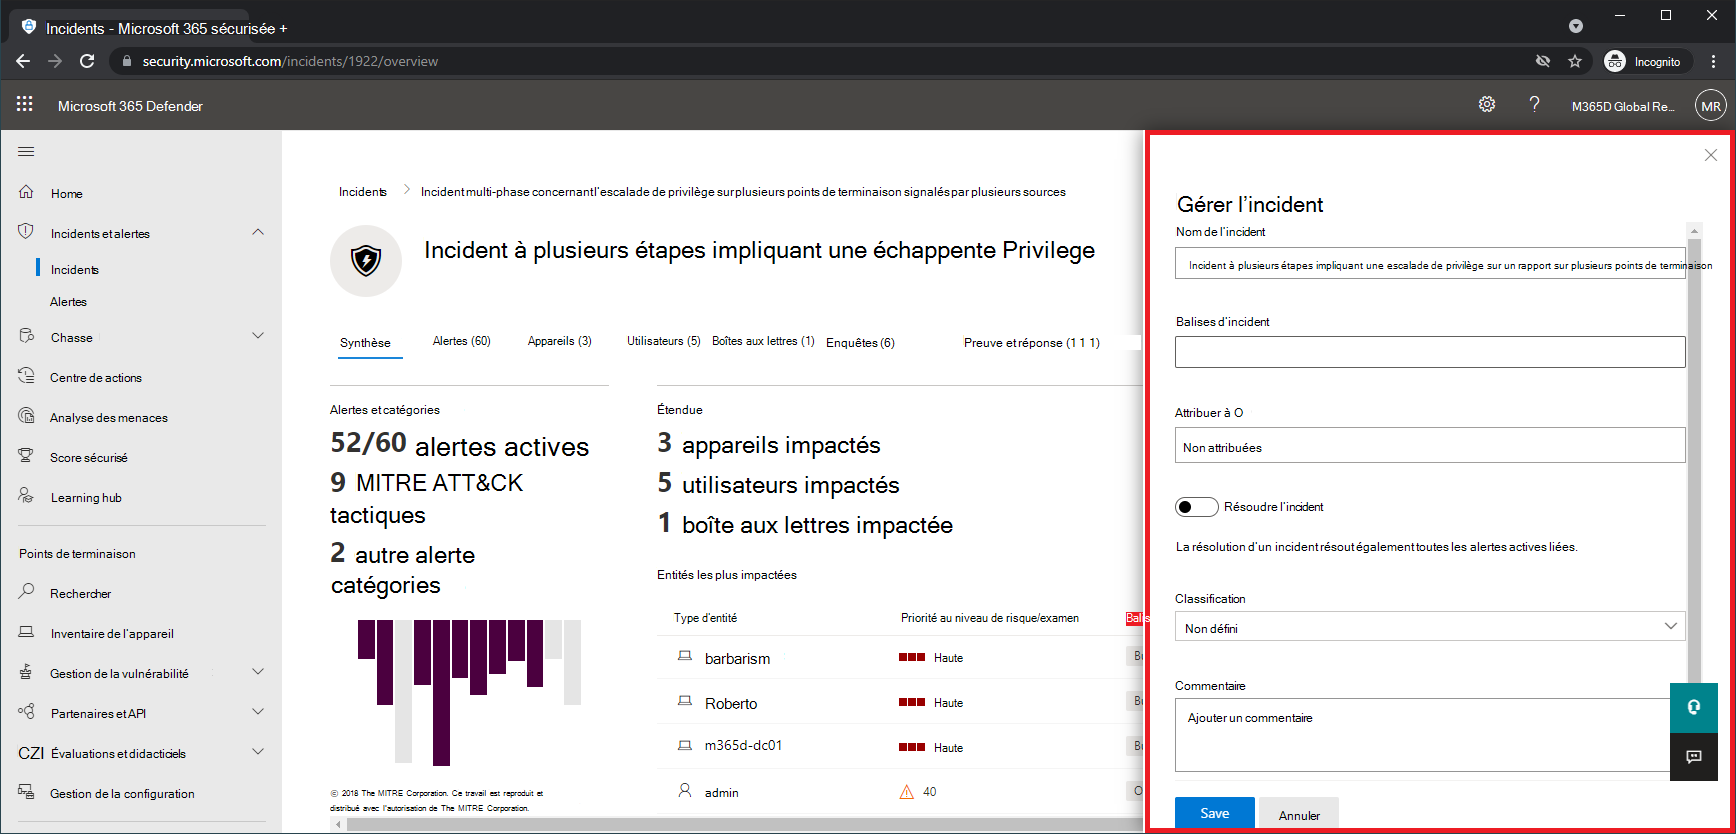 Incidents - Microsoft 365 sécurisée +
security.microsoft.com/incidents/1922/overview
Incognito
Microsoft 365 Defender
M365D Global Re...
MR
Home
Incidents et alertes
Incidents
Alertes
Chasse
Centre de actions
Analyse des menaces
Score sécurisé
Learning hub
Points de terminaison
Rechercher
Inventaire de l'appareil
Gestion de la vulnérabilité
Partenaires et API
CZI Évaluations et didacticiels
Gestion de la configuration
Incidents > Incident multi-phase concernant l'escalade de privilège sur plusieurs points de terminaison signalés par plusieurs sources
Incident à plusieurs étapes impliquant une échappente Privilege
Synthèse Alertes (60) Appareils (3) Utilisateurs (5) Boîtes aux lettres (1) Enquêtes (6) Preuve et réponse (1 1 1)
Alertes et catégories
52/60 alertes actives
9 MITRE ATT&CK
tactiques
2 autre alerte
catégories
© 2018 The MITRE Corporation. Ce travail est reproduit et
distribué avec l'autorisation de The MITRE Corporation.
Étendue
3 appareils impactés
5 utilisateurs impactés
1 boîte aux lettres impactée
Entités les plus impactées
Type d'entité Priorité au niveau de risque/examen Balis
barbarism Haute
Roberto Haute
m365d-dc01 Haute
admin 40
Gérer l'incident
Nom de l'incident
Incident à plusieurs étapes impliquant une escalade de privilège sur un rapport sur plusieurs points de terminaison
Balises d'incident
Attribuer à O
Non attribuées
Résoudre l'incident
La résolution d'un incident résout également toutes les alertes actives liées.
Classification
Non défini
Commentaire
Ajouter un commentaire
Save Annuler